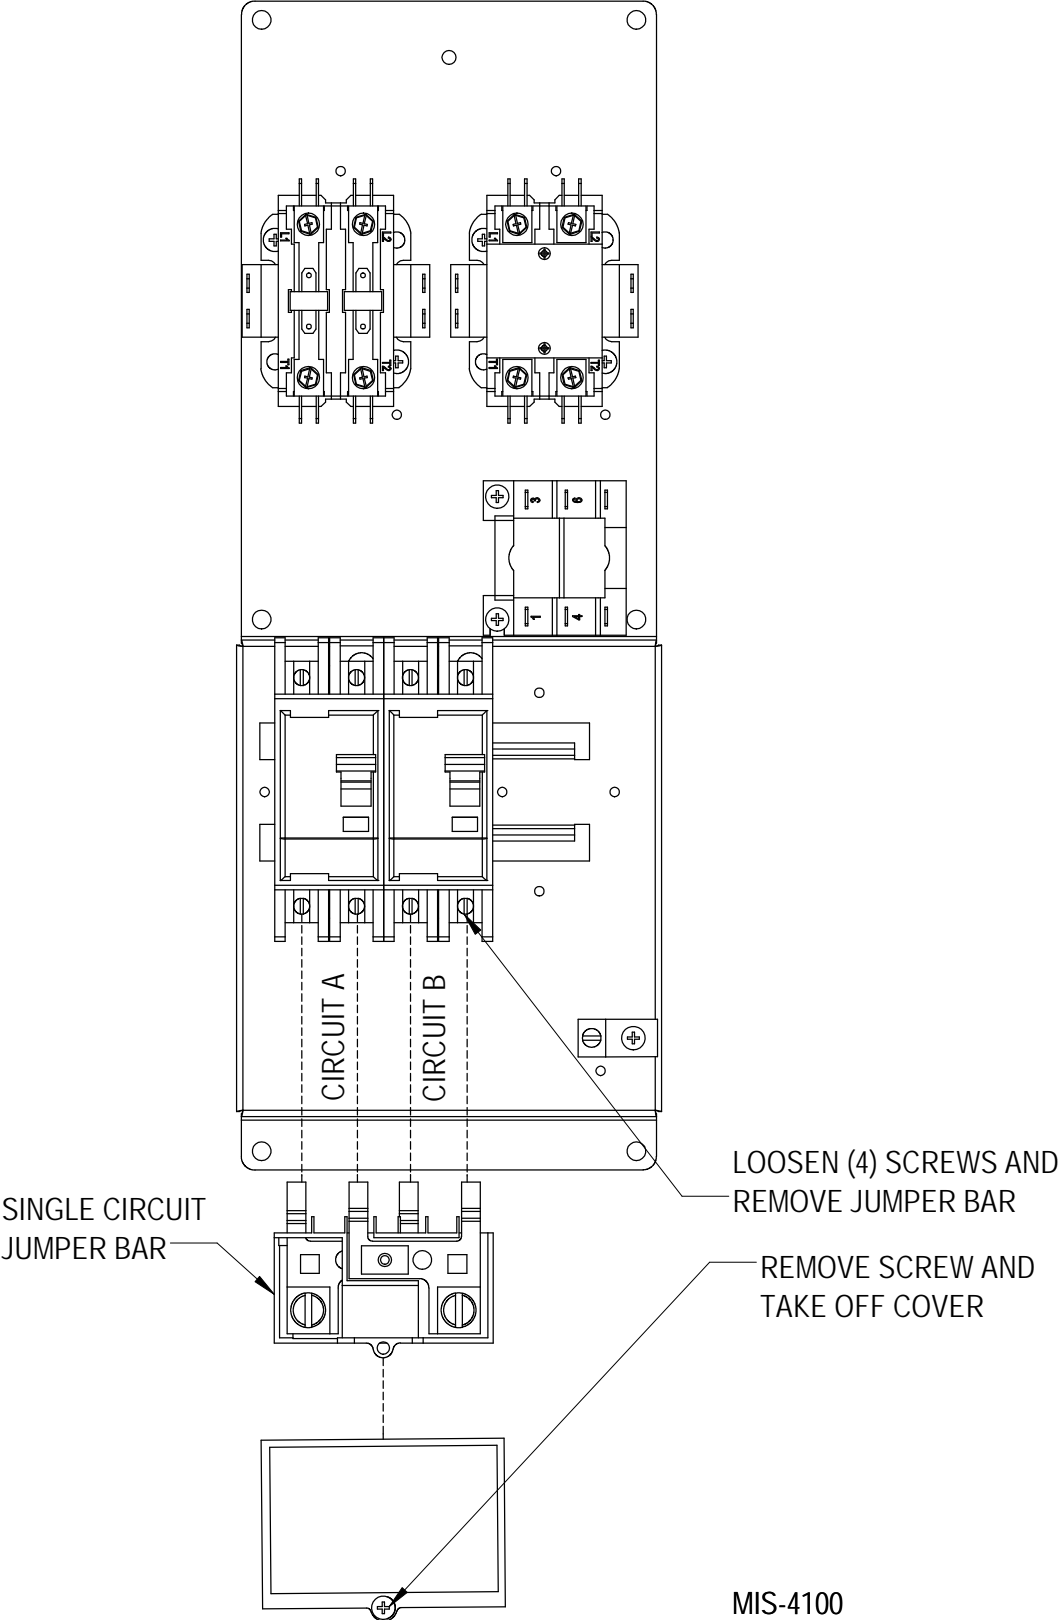 L1
L2
L1
L2
T1
T2
T1
T2
3
6
1
4
CIRCUIT A
CIRCUIT B
LOOSEN (4) SCREWS AND
REMOVE JUMPER BAR
SINGLE CIRCUIT
JUMPER BAR
REMOVE SCREW AND
TAKE OFF COVER
MIS-4100